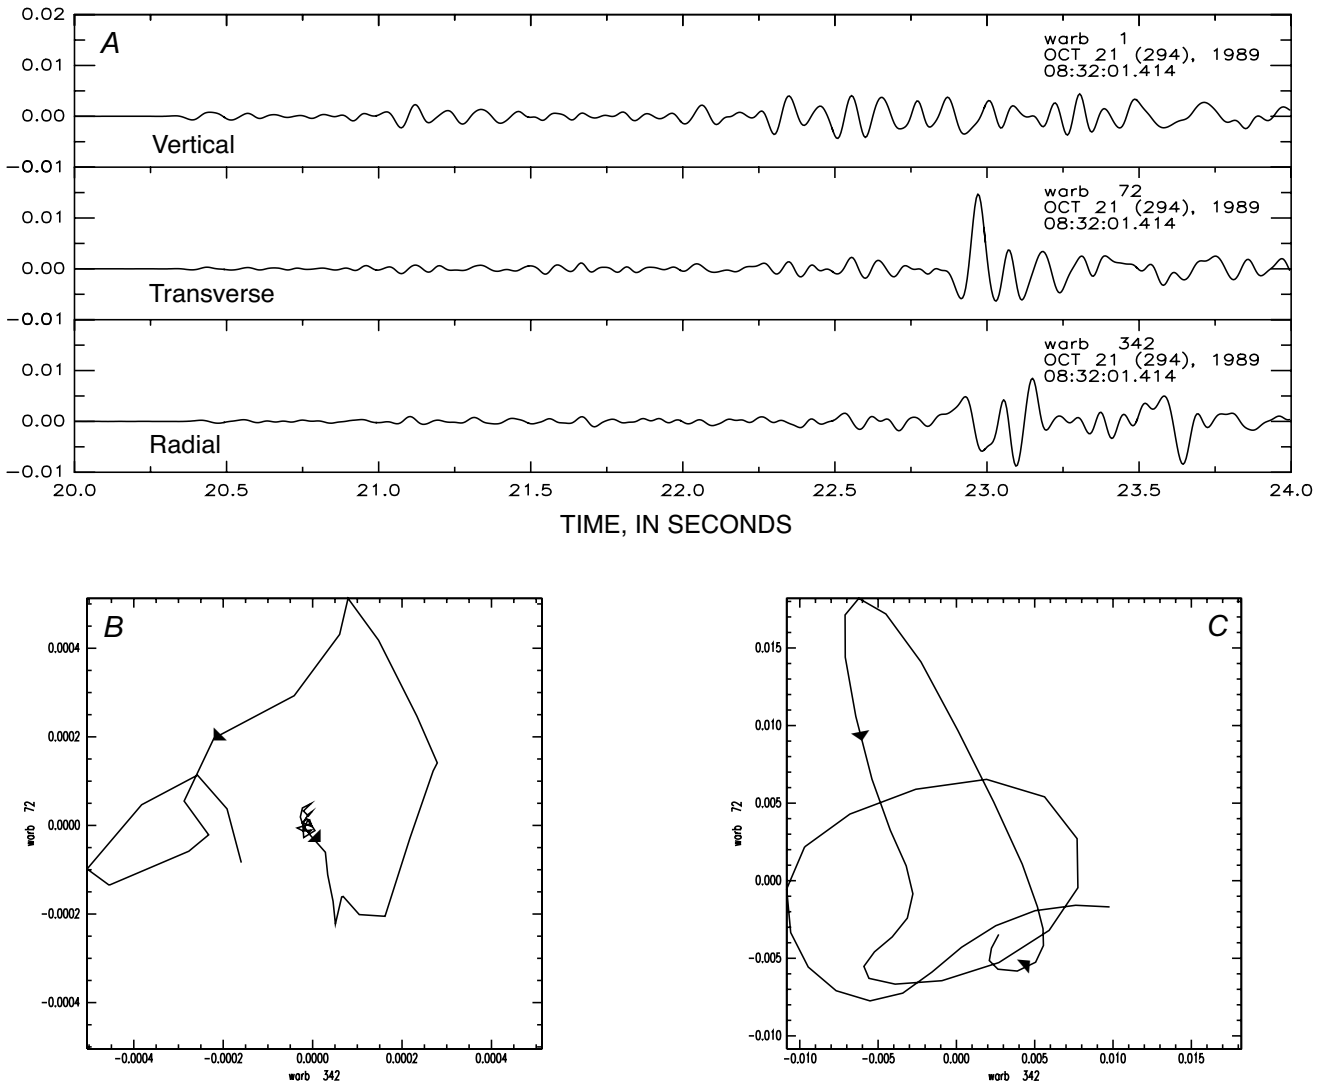 A
0.02
0.01
0.00
−0.01
warb 1
OCT 21 (294), 1989
08:32:01.414
Vertical
0.01
0.00
−0.01
warb 72
OCT 21 (294), 1989
08:32:01.414
Transverse
0.01
0.00
−0.01
warb 342
OCT 21 (294), 1989
08:32:01.414
Radial
20.0 20.5 21.0 21.5 22.0 22.5 23.0 23.5 24.0
TIME, IN SECONDS
B
0.0004
0.0002
0.0000
−0.0002
−0.0004
warb 72
−0.0004 −0.0002 0.0000 0.0002 0.0004
warb 342
C
0.015
0.010
0.005
0.000
−0.005
−0.010
warb 72
−0.010 −0.005 0.000 0.005 0.010 0.015
warb 342